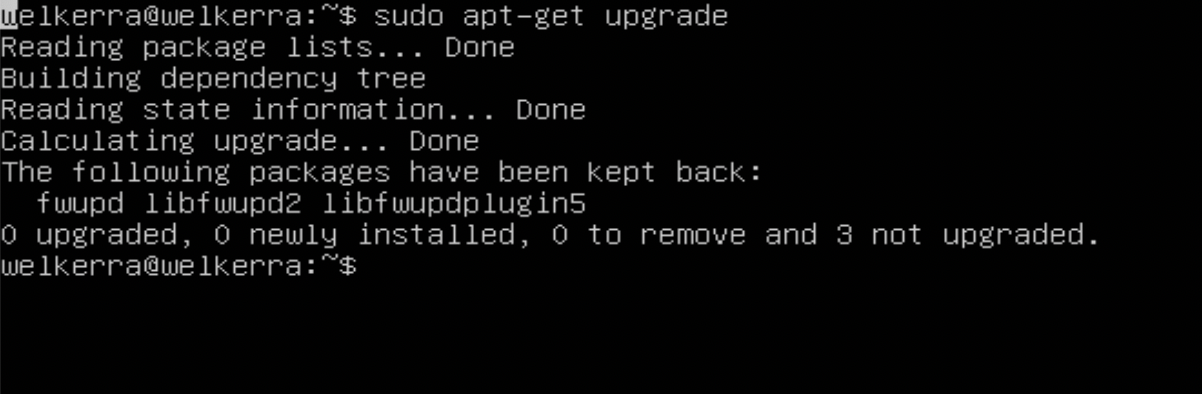 welkerra@welkerra:~$ sudo apt-get upgrade
Reading package lists... Done
Building dependency tree
Reading state information... Done
Calculating upgrade... Done
The following packages have been kept back:
  fwupd libfwupd2 libfwupdplugin5
0 upgraded, 0 newly installed, 0 to remove and 3 not upgraded.
welkerra@welkerra:~$